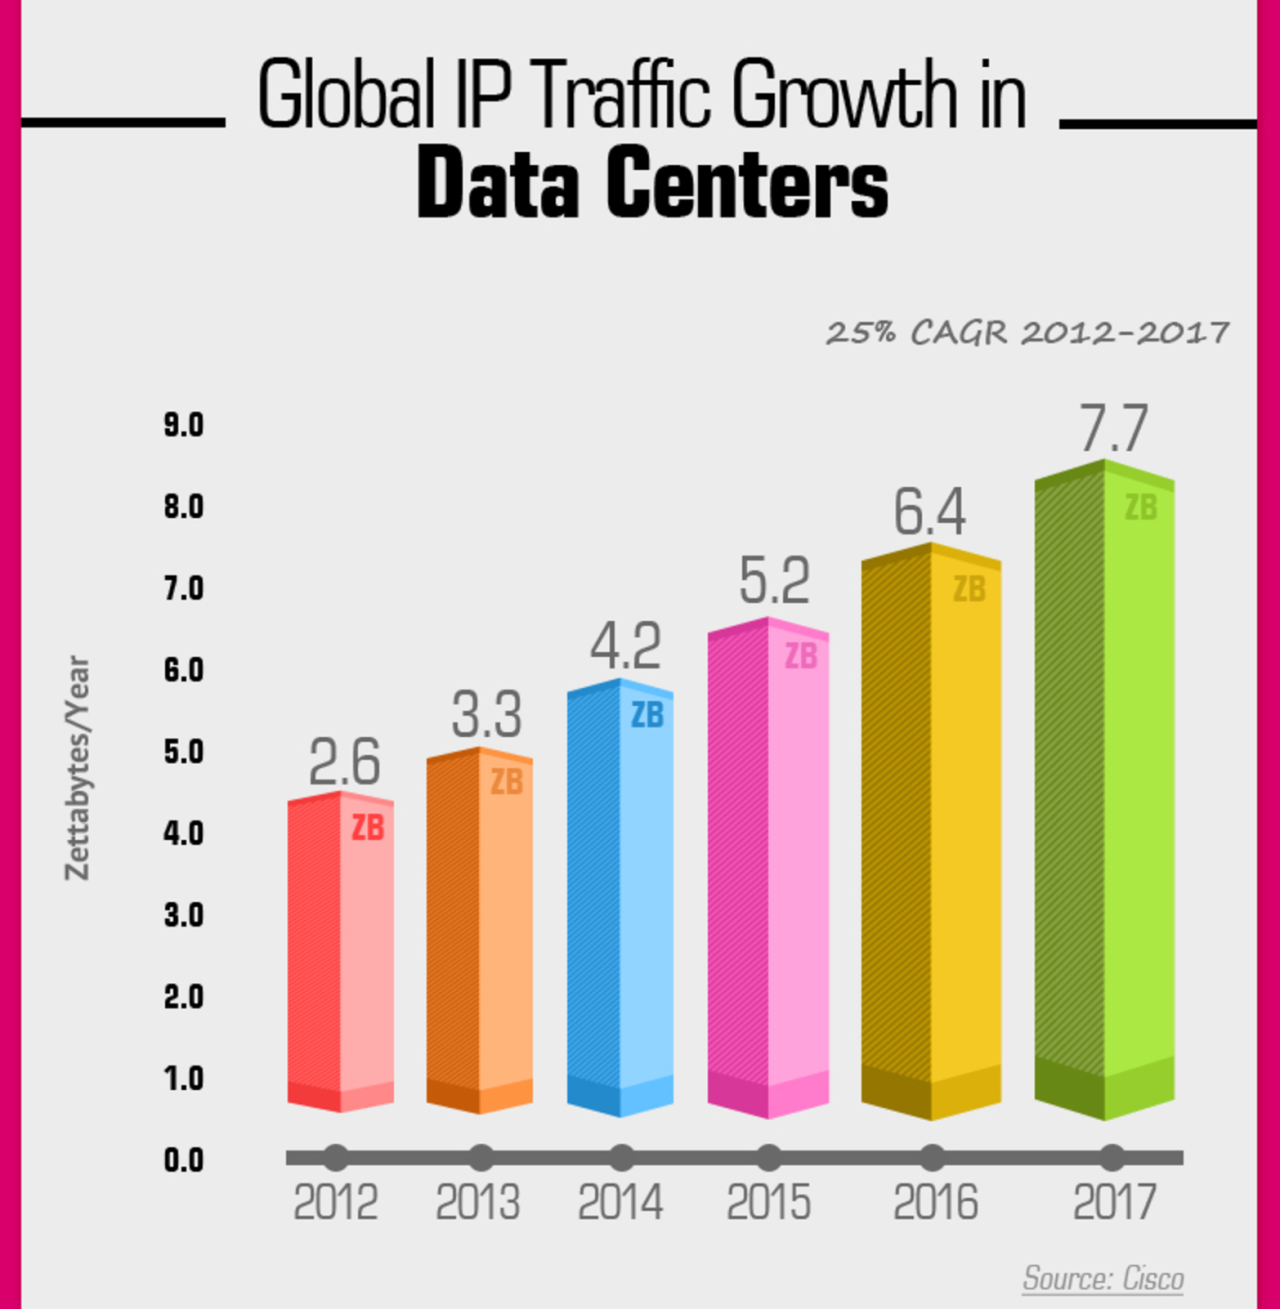 Global IP Traffic Growth in
Data Centers
25% CAGR 2012-2017
Zettabytes/Year
9.0
8.0
7.0
6.0
5.0
4.0
3.0
2.0
1.0
0.0
2.6
ZB
3.3
ZB
4.2
ZB
5.2
ZB
6.4
ZB
7.7
ZB
2012 2013 2014 2015 2016 2017
Source: Cisco